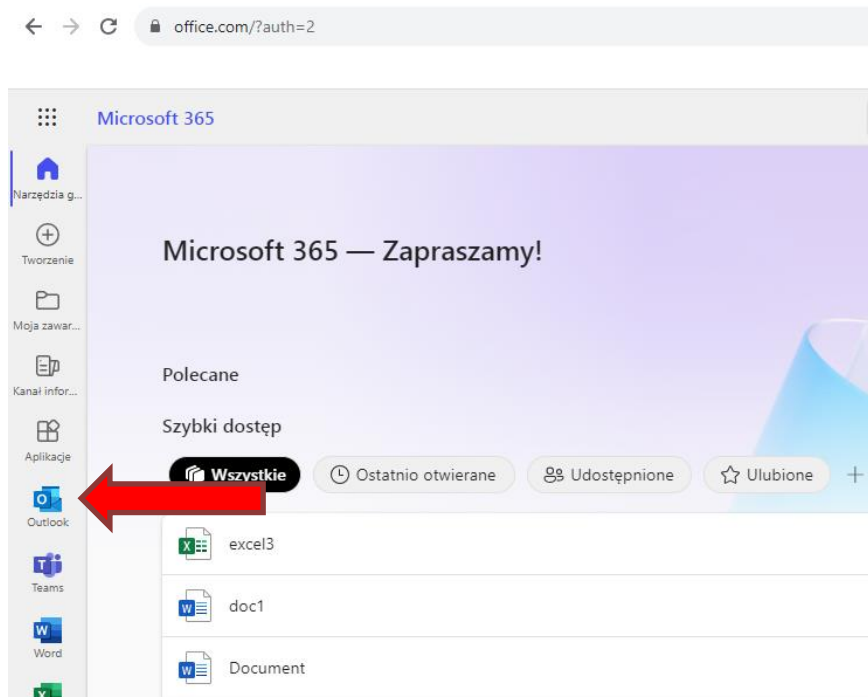 office.com/?auth=2
Microsoft 365
Narzędzia g...
Tworzenie
Moja zawar...
Kanał infor...
Aplikacje
Outlook
Teams
Word
Microsoft 365 — Zapraszamy!
Polecane
Szybki dostęp
Wszystkie Ostatnio otwierane Udostępnione Ulubione
excel3
doc1
Document